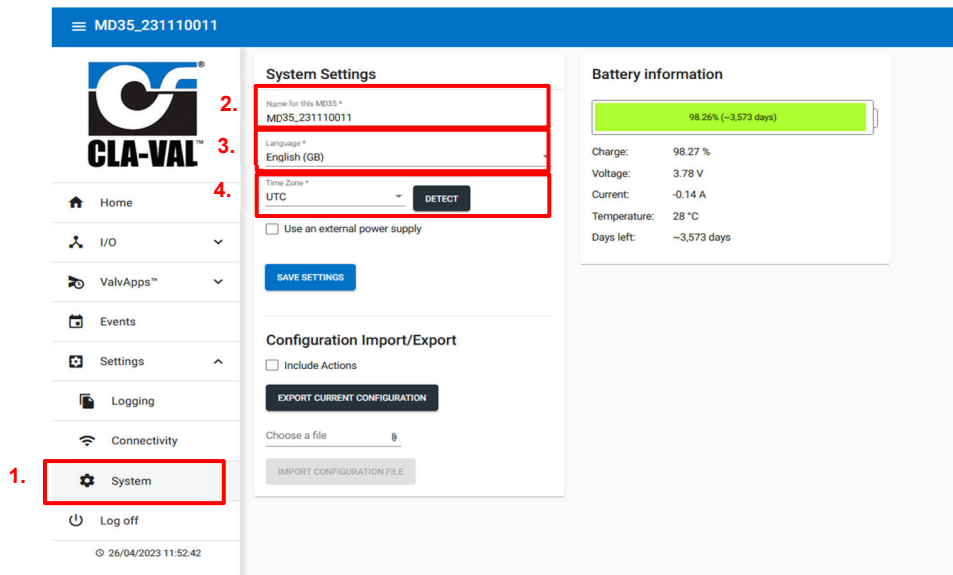 MD35_231110011
®
CLA-VAL™
Home
I/O
ValvApps™
Events
Settings
Logging
Connectivity
1.
System
Log off
26/04/2023 11:52:42
System Settings
2.
Name for this MD35 *
MD35_231110011
3.
Language *
English (GB)
4.
Time Zone *
UTC
DETECT
Use an external power supply
SAVE SETTINGS
Configuration Import/Export
Include Actions
EXPORT CURRENT CONFIGURATION
Choose a file
IMPORT CONFIGURATION FILE
Battery information
98.26% (~3,573 days)
Charge: 98.27 %
Voltage: 3.78 V
Current: -0.14 A
Temperature: 28 °C
Days left: ~3,573 days